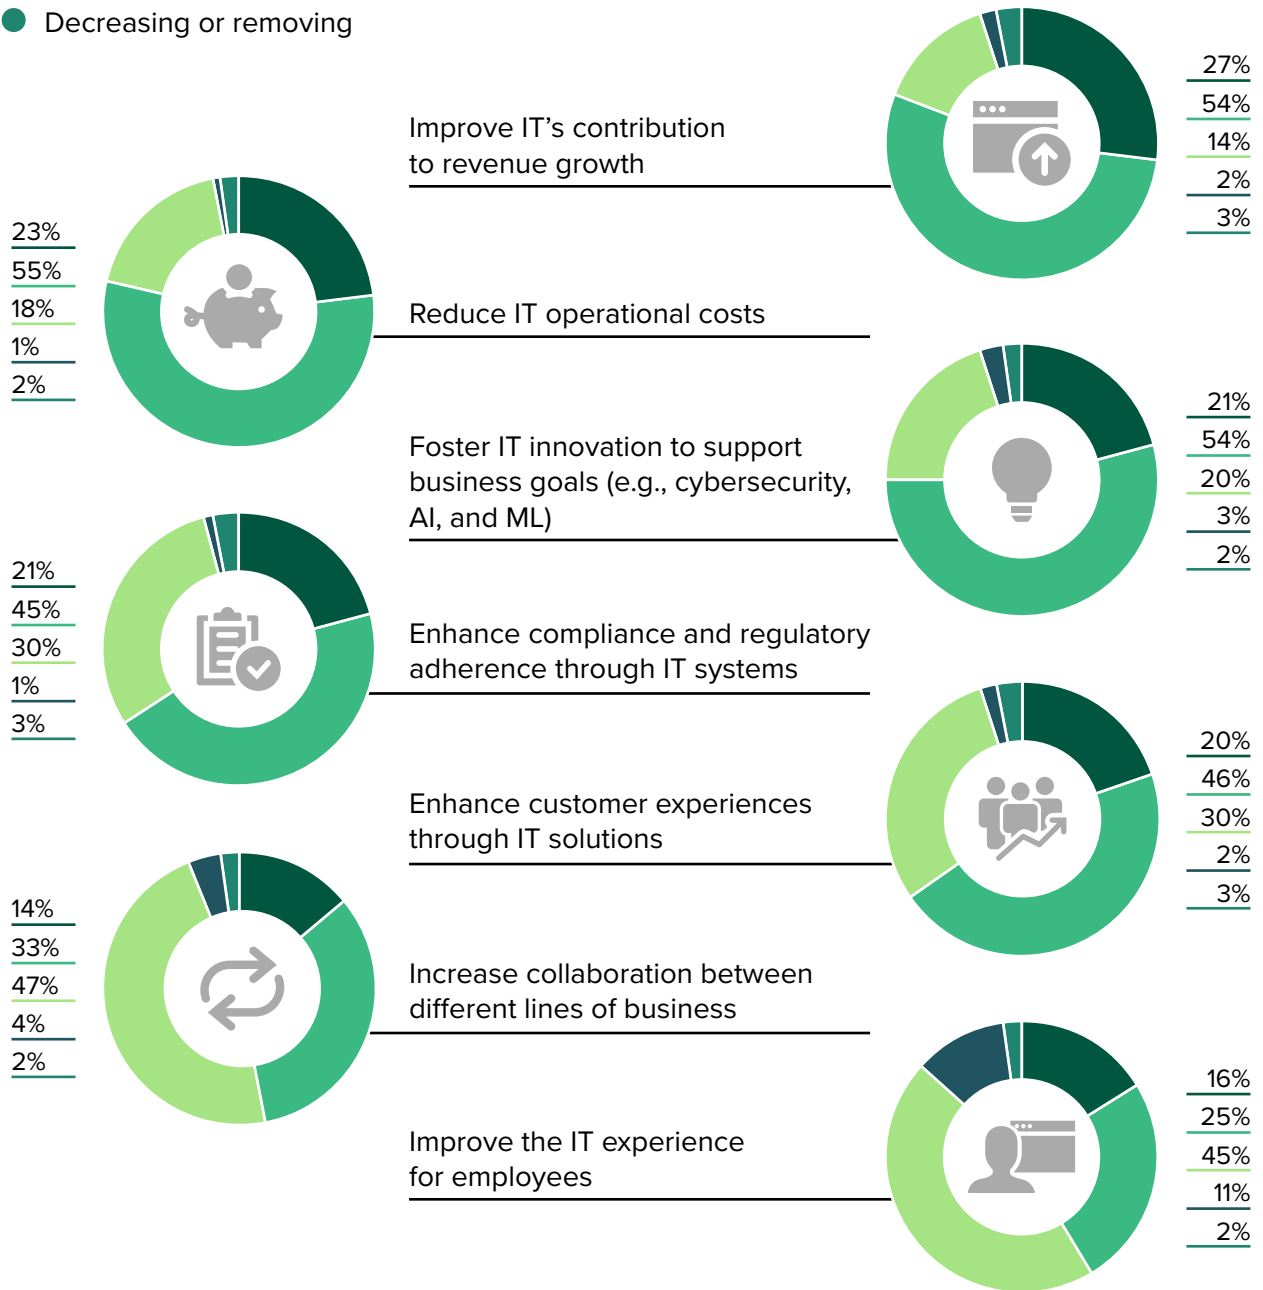 Decreasing or removing
Improve IT's contribution
to revenue growth
27%
54%
14%
2%
3%
23%
55%
18%
1%
2%
Reduce IT operational costs
Foster IT innovation to support
business goals (e.g., cybersecurity,
AI, and ML)
21%
54%
20%
3%
2%
21%
45%
30%
1%
3%
Enhance compliance and regulatory
adherence through IT systems
Enhance customer experiences
through IT solutions
20%
46%
30%
2%
3%
14%
33%
47%
4%
2%
Increase collaboration between
different lines of business
Improve the IT experience
for employees
16%
25%
45%
11%
2%